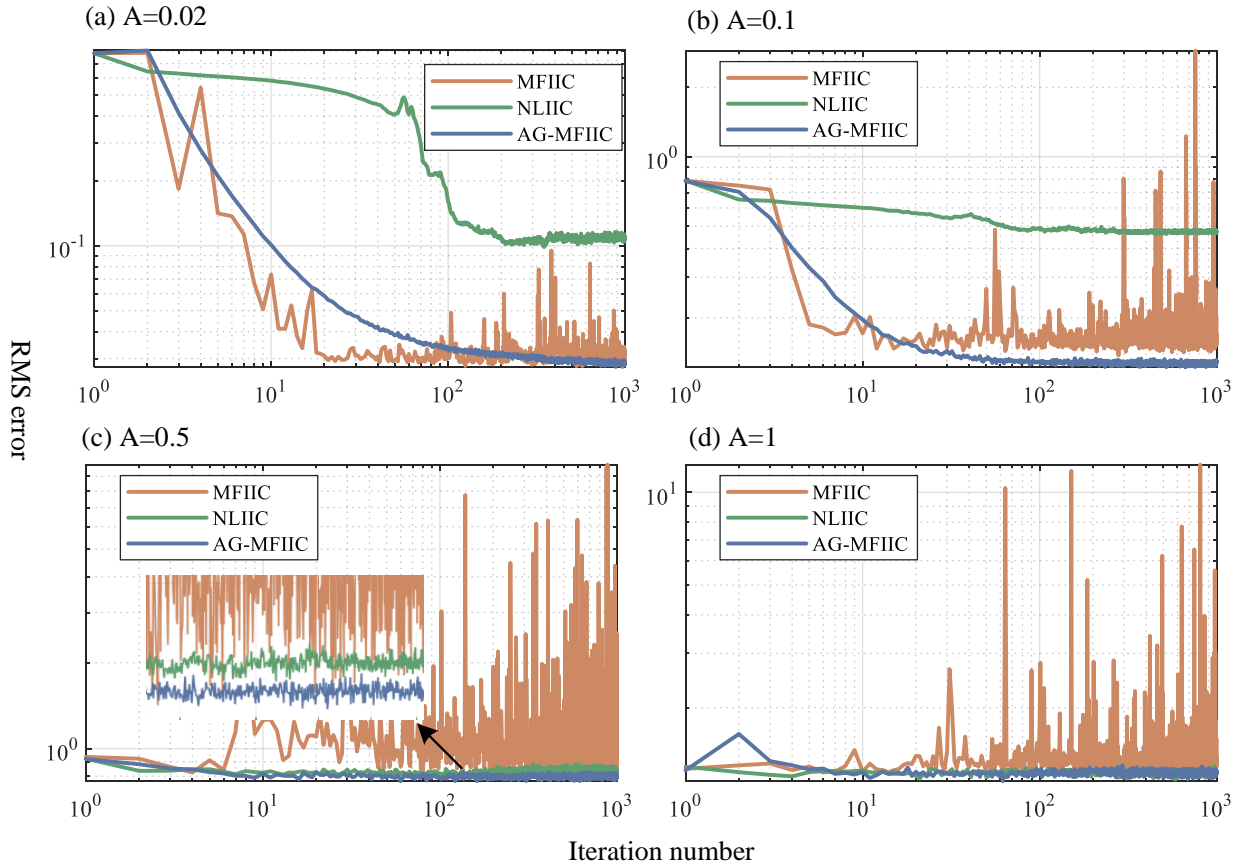 (a) A=0.02
MFIIC
NLIIC
AG-MFIIC
10^-1
10^0 10^1 10^2 10^3
(b) A=0.1
MFIIC
NLIIC
AG-MFIIC
10^0
10^0 10^1 10^2 10^3
RMS error
(c) A=0.5
MFIIC
NLIIC
AG-MFIIC
10^0
10^0 10^1 10^2 10^3
(d) A=1
MFIIC
NLIIC
AG-MFIIC
10^1
10^0 10^1 10^2 10^3
Iteration number